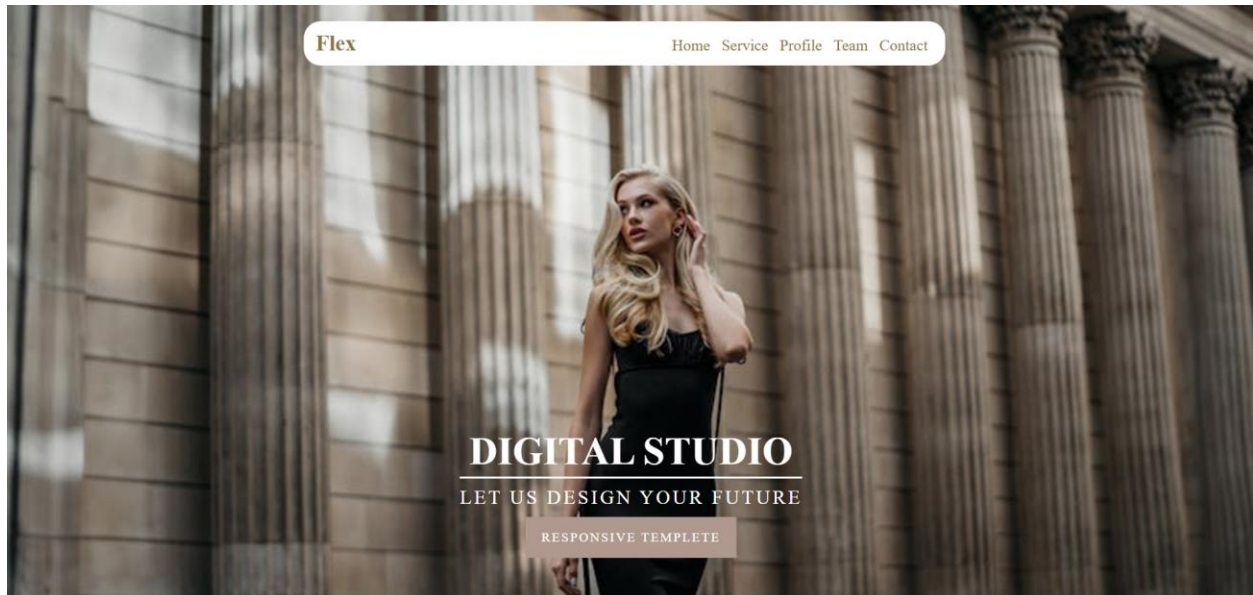 Flex
Home Service Profile Team Contact
DIGITAL STUDIO
LET US DESIGN YOUR FUTURE
RESPONSIVE TEMPLETE